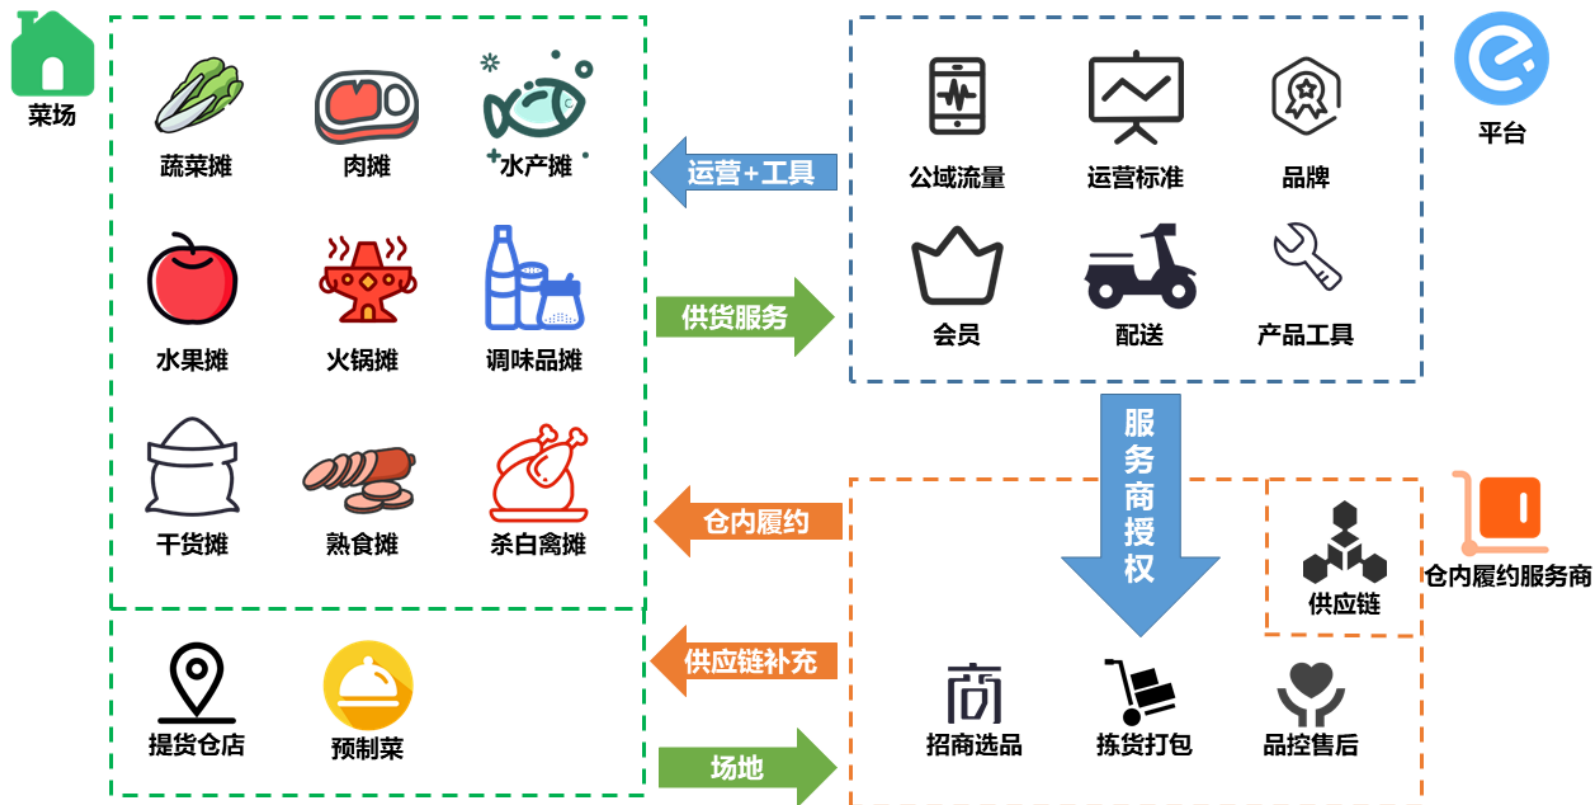 菜场
蔬菜摊
肉摊
水产摊
水果摊
火锅摊
调味品摊
干货摊
熟食摊
杀白禽摊
提货仓店
预制菜
运营+工具
供货服务
仓内履约
供应链补充
场地
平台
公域流量
运营标准
品牌
会员
配送
产品工具
服务商授权
仓内履约服务商
供应链
商
招商选品
拣货打包
品控售后